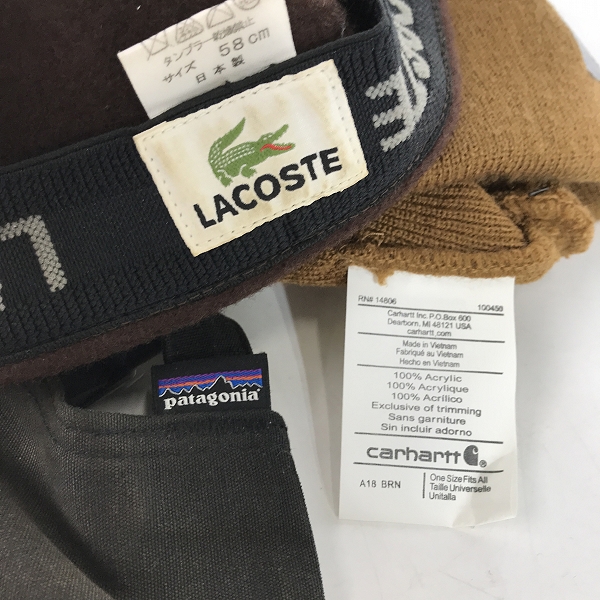 タンブラー乾燥禁止
サイズ 58cm
日本製
LACOSTE
patagonia
RN# 14806 100456
Carhartt Inc. P.O.Box 600
Dearborn, MI 48121 USA
carhartt.com
Made in Vietnam
Fabriqué au Vietnam
Hecho en Vietnam
100% Acrylic
100% Acrylique
100% Acrílico
Exclusive of trimming
Sans garniture
Sin incluir adorno
carhartt
A18 BRN
One Size Fits All
Taille Universelle
Unitalla